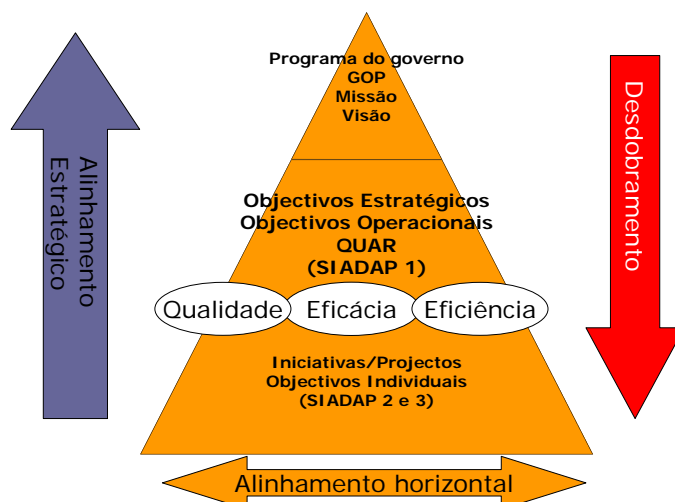 Programa do governo
GOP
Missão
Visão
Alinhamento
Estratégico
Desdobramento
Objectivos Estratégicos
Objectivos Operacionais
QUAR
(SIADAP 1)
Qualidade
Eficácia
Eficiência
Iniciativas/Projectos
Objectivos Individuais
(SIADAP 2 e 3)
Alinhamento horizontal